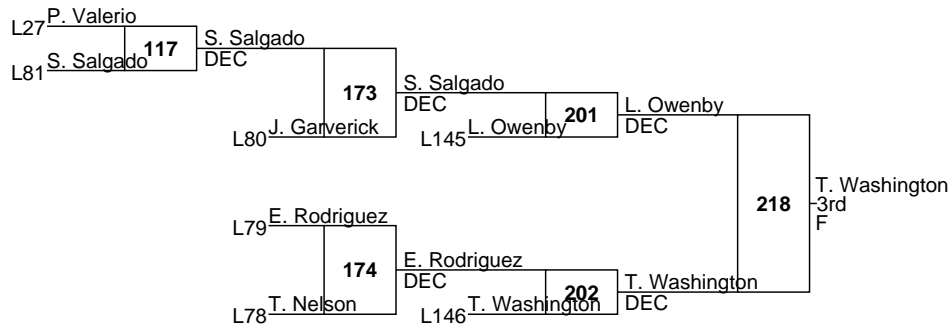 P. Valerio
L27
117
S. Salgado
DEC
S. Salgado
L81
173
S. Salgado
DEC
J. Garverick
L80
201
L. Owenby
DEC
L. Owenby
L145
218
T. Washington
3rd
F
E. Rodriguez
L79
174
E. Rodriguez
DEC
T. Nelson
L78
202
T. Washington
DEC
T. Washington
L146